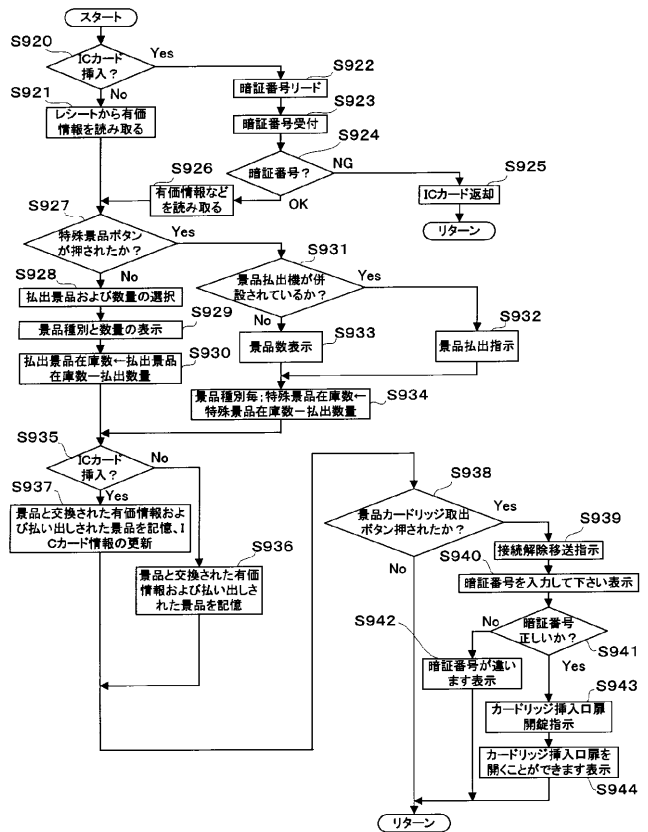 スタート
S920
ICカード
挿入？
Yes
No
S921
レシートから有価
情報を読み取る
S922
暗証番号リード
S923
暗証番号受付
S924
暗証番号？
NG
OK
S925
ICカード返却
リターン
S926
有価情報など
を読み取る
S927
特殊景品ボタン
が押されたか？
Yes
No
S928
払出景品および数量の選択
S929
景品種別と数量の表示
S930
払出景品在庫数←払出景品
在庫数ー払出数量
S931
景品払出機が併
設されているか？
Yes
No
S932
景品払出指示
S933
景品数表示
S934
景品種別毎；特殊景品在庫数←
特殊景品在庫数ー払出数量
S935
ICカード
挿入？
No
Yes
S937
景品と交換された有価情報およ
び払い出しされた景品を記憶、I
Cカード情報の更新
S936
景品と交換された有価
情報および払い出しさ
れた景品を記憶
S938
景品カードリッジ取出
ボタン押されたか？
Yes
No
S939
接続解除移送指示
S940
暗証番号を入力して下さい表示
S941
暗証番号
正しいか？
No
Yes
S942
暗証番号が違い
ます表示
S943
カードリッジ挿入口扉
開錠指示
カードリッジ挿入口扉を
開くことができます表示
S944
リターン